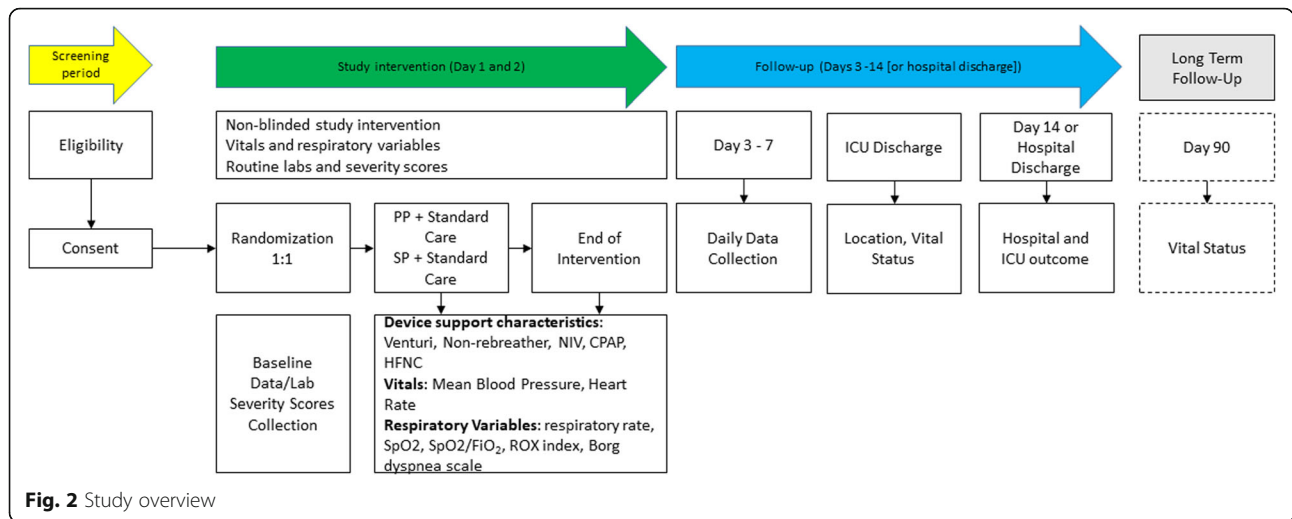 Screening
period
Study intervention (Day 1 and 2)
Follow-up (Days 3 -14 [or hospital discharge])
Long Term
Follow-Up
Eligibility
Non-blinded study intervention
Vitals and respiratory variables
Routine labs and severity scores
Day 3 - 7
ICU Discharge
Day 14 or
Hospital
Discharge
Day 90
Consent
Randomization
1:1
PP + Standard
Care
SP + Standard
Care
End of
Intervention
Daily Data
Collection
Location, Vital
Status
Hospital and
ICU outcome
Vital Status
Baseline
Data/Lab
Severity Scores
Collection
Device support characteristics:
Venturi, Non-rebreather, NIV, CPAP,
HFNC
Vitals: Mean Blood Pressure, Heart
Rate
Respiratory Variables: respiratory rate,
SpO2, SpO2/FiO₂, ROX index, Borg
dyspnea scale
Fig. 2 Study overview